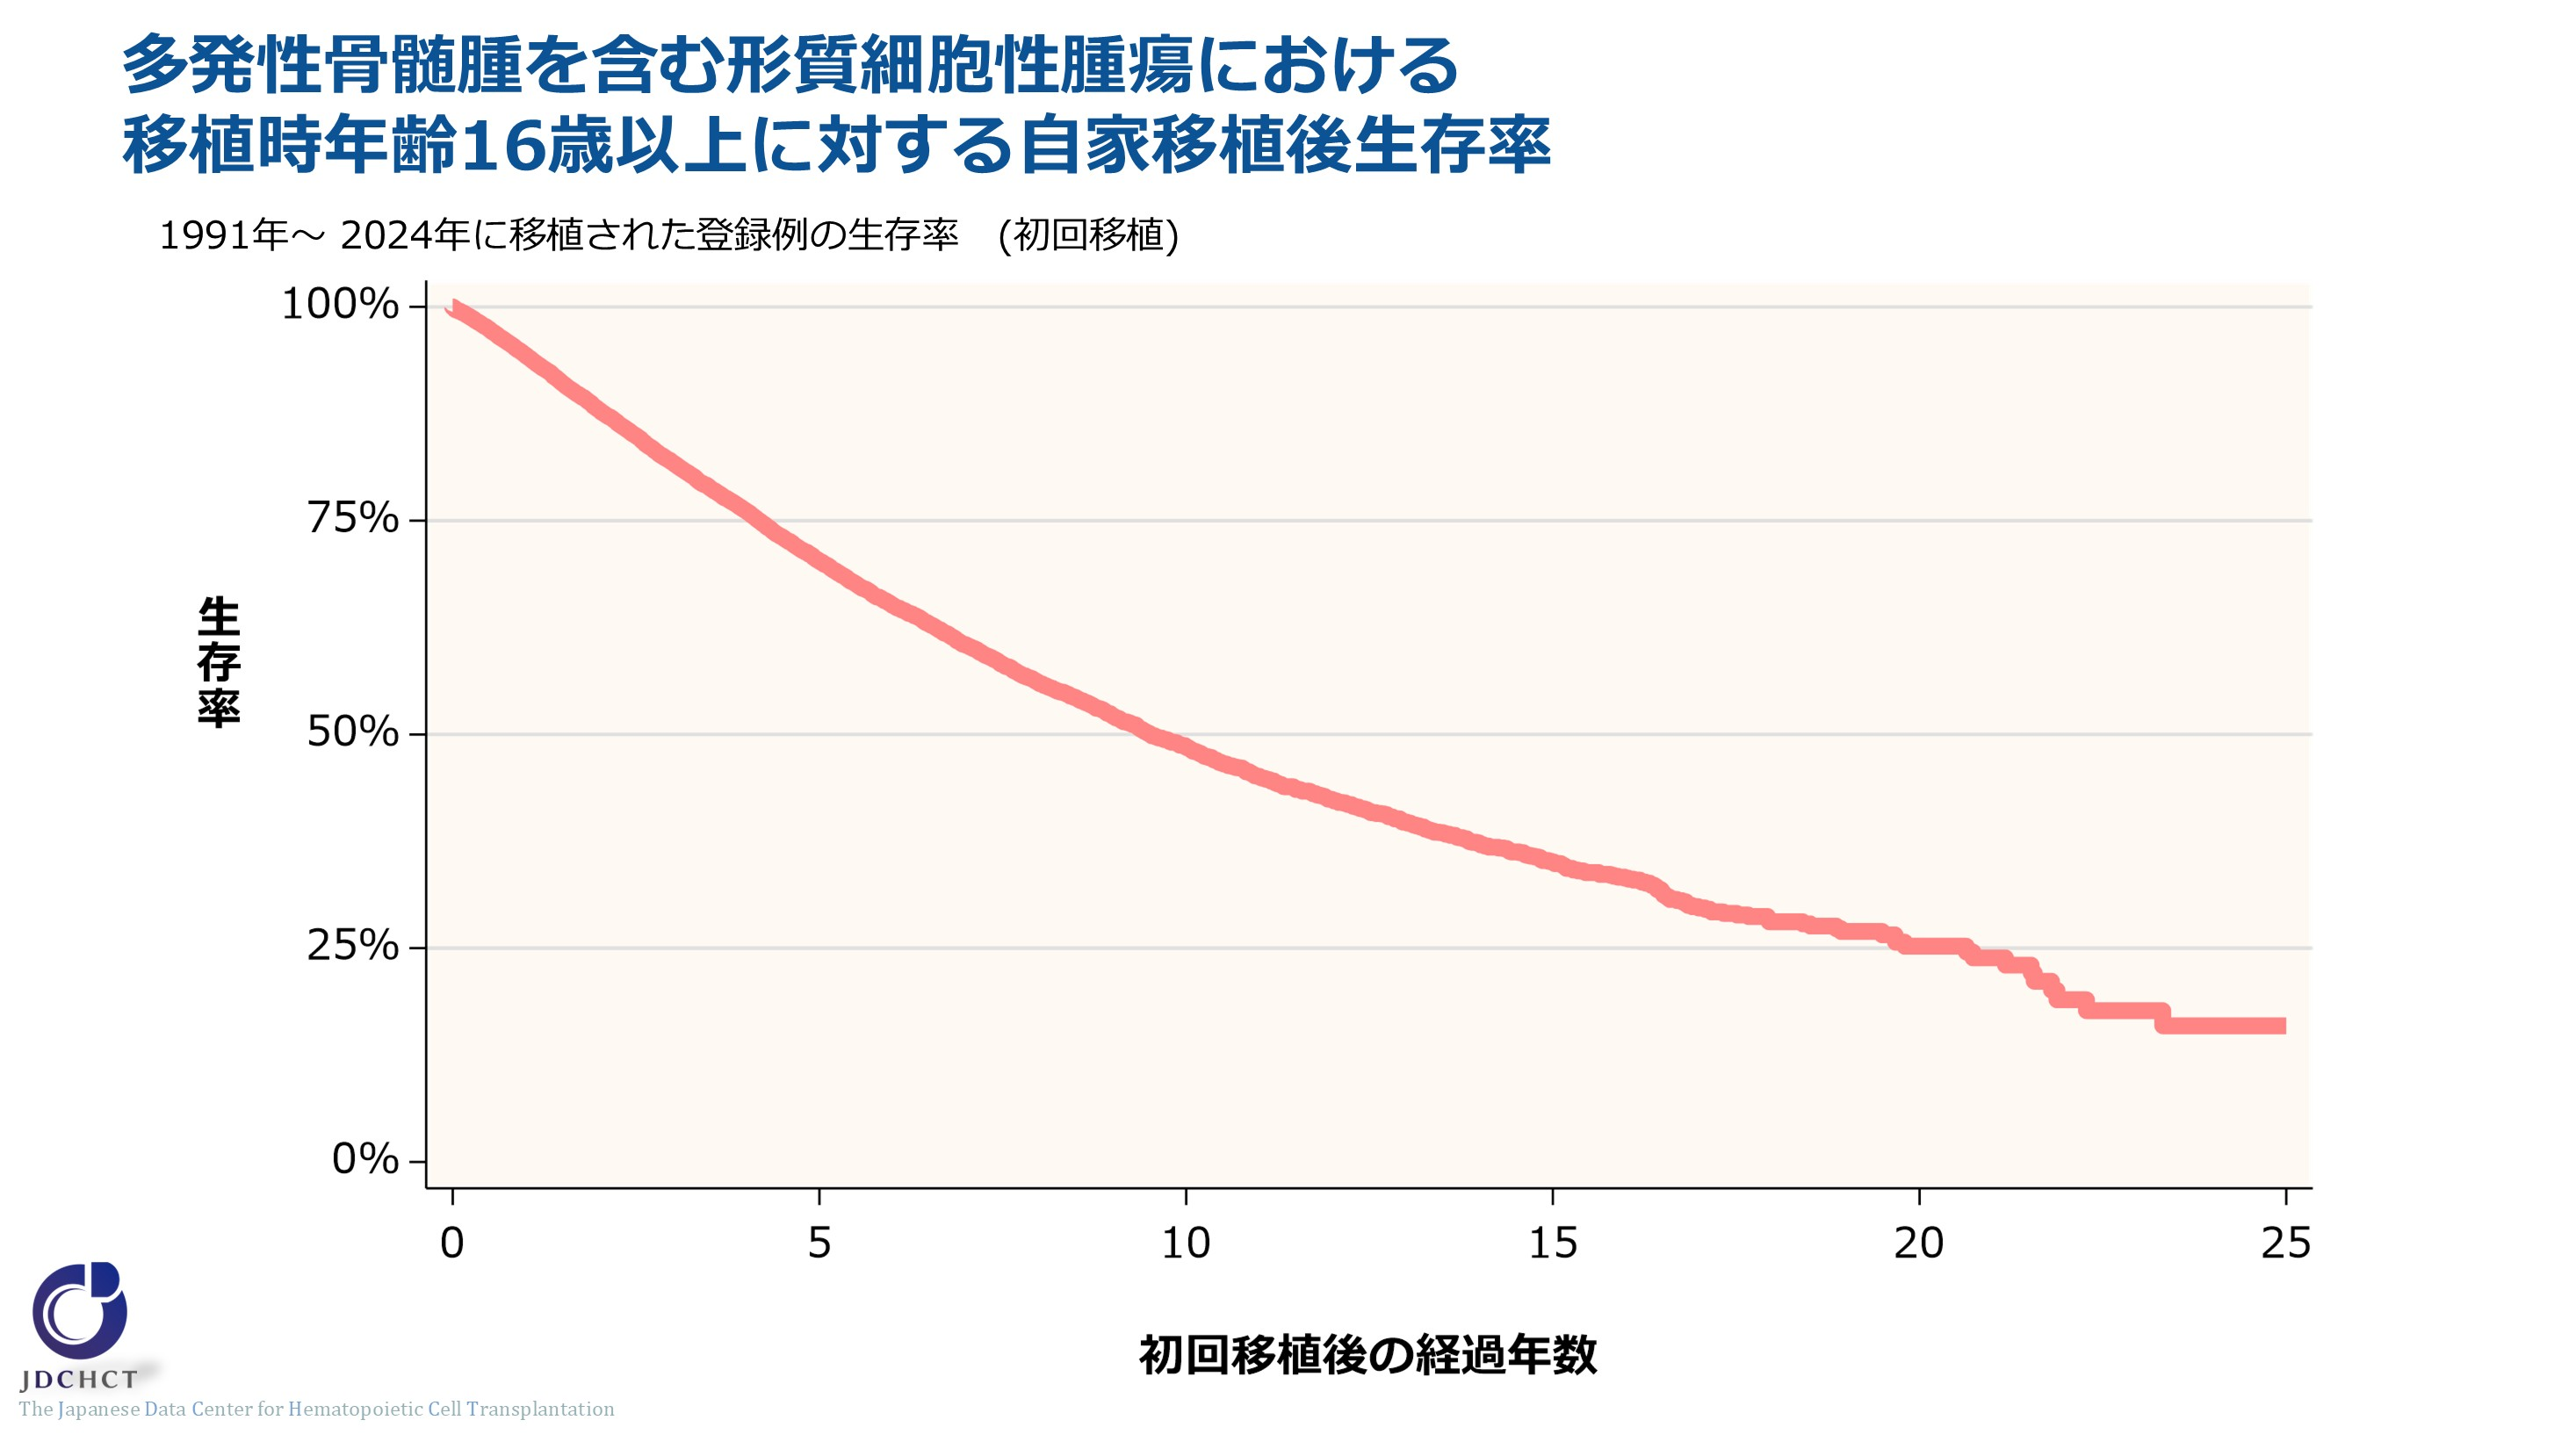 多発性骨髄腫を含む形質細胞性腫瘍における
移植時年齢16歳以上に対する自家移植後生存率
1991年～ 2024年に移植された登録例の生存率　(初回移植)
100%
75%
50%
25%
0%
生存率
0 5 10 15 20 25
初回移植後の経過年数
JDCHCT
The Japanese Data Center for Hematopoietic Cell Transplantation